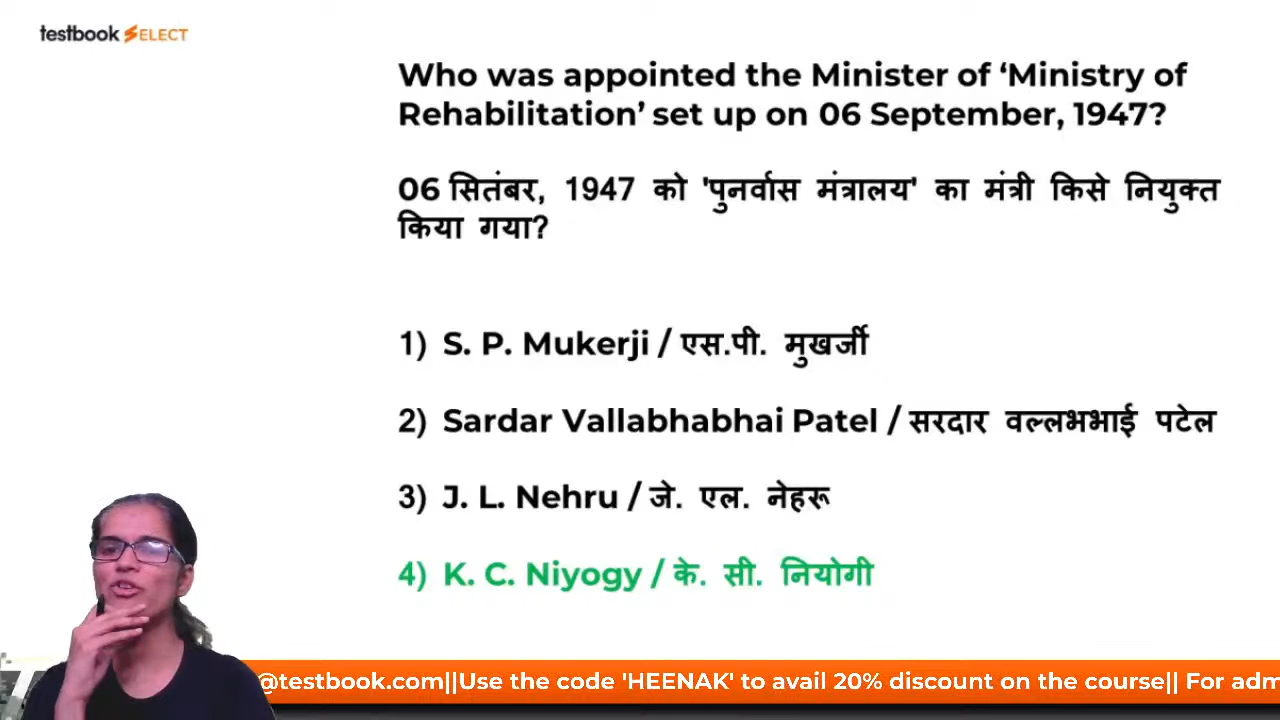 testbook SELECT
Who was appointed the Minister of ‘Ministry of
Rehabilitation’ set up on 06 September, 1947?
06 सितंबर, 1947 को 'पुनर्वास मंत्रालय' का मंत्री किसे नियुक्त
किया गया?
1) S. P. Mukerji / एस.पी. मुखर्जी
2) Sardar Vallabhabhai Patel / सरदार वल्लभभाई पटेल
3) J. L. Nehru / जे. एल. नेहरू
4) K. C. Niyogy / के. सी. नियोगी
@testbook.com||Use the code 'HEENAK' to avail 20% discount on the course|| For adm